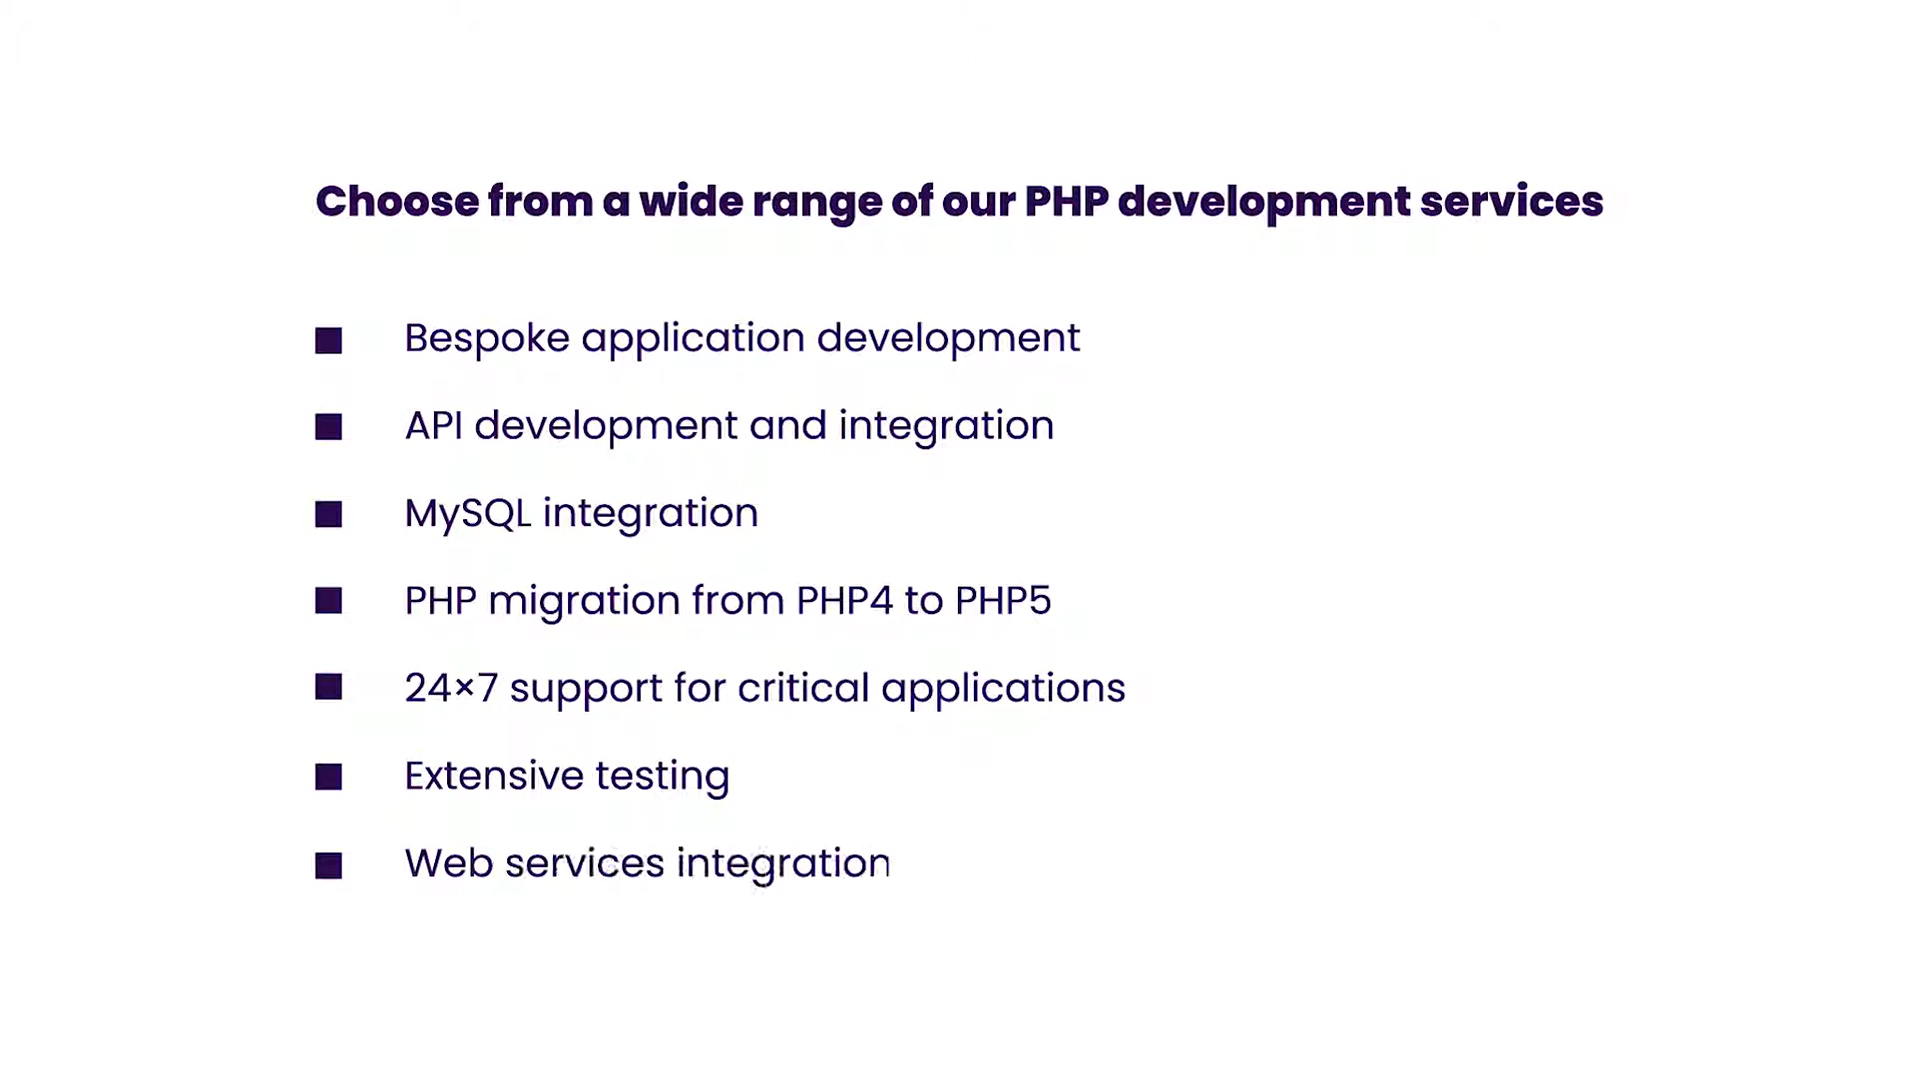 Choose from a wide range of our PHP development services
Bespoke application development
API development and integration
MySQL integration
PHP migration from PHP4 to PHP5
24×7 support for critical applications
Extensive testing
Web services integration